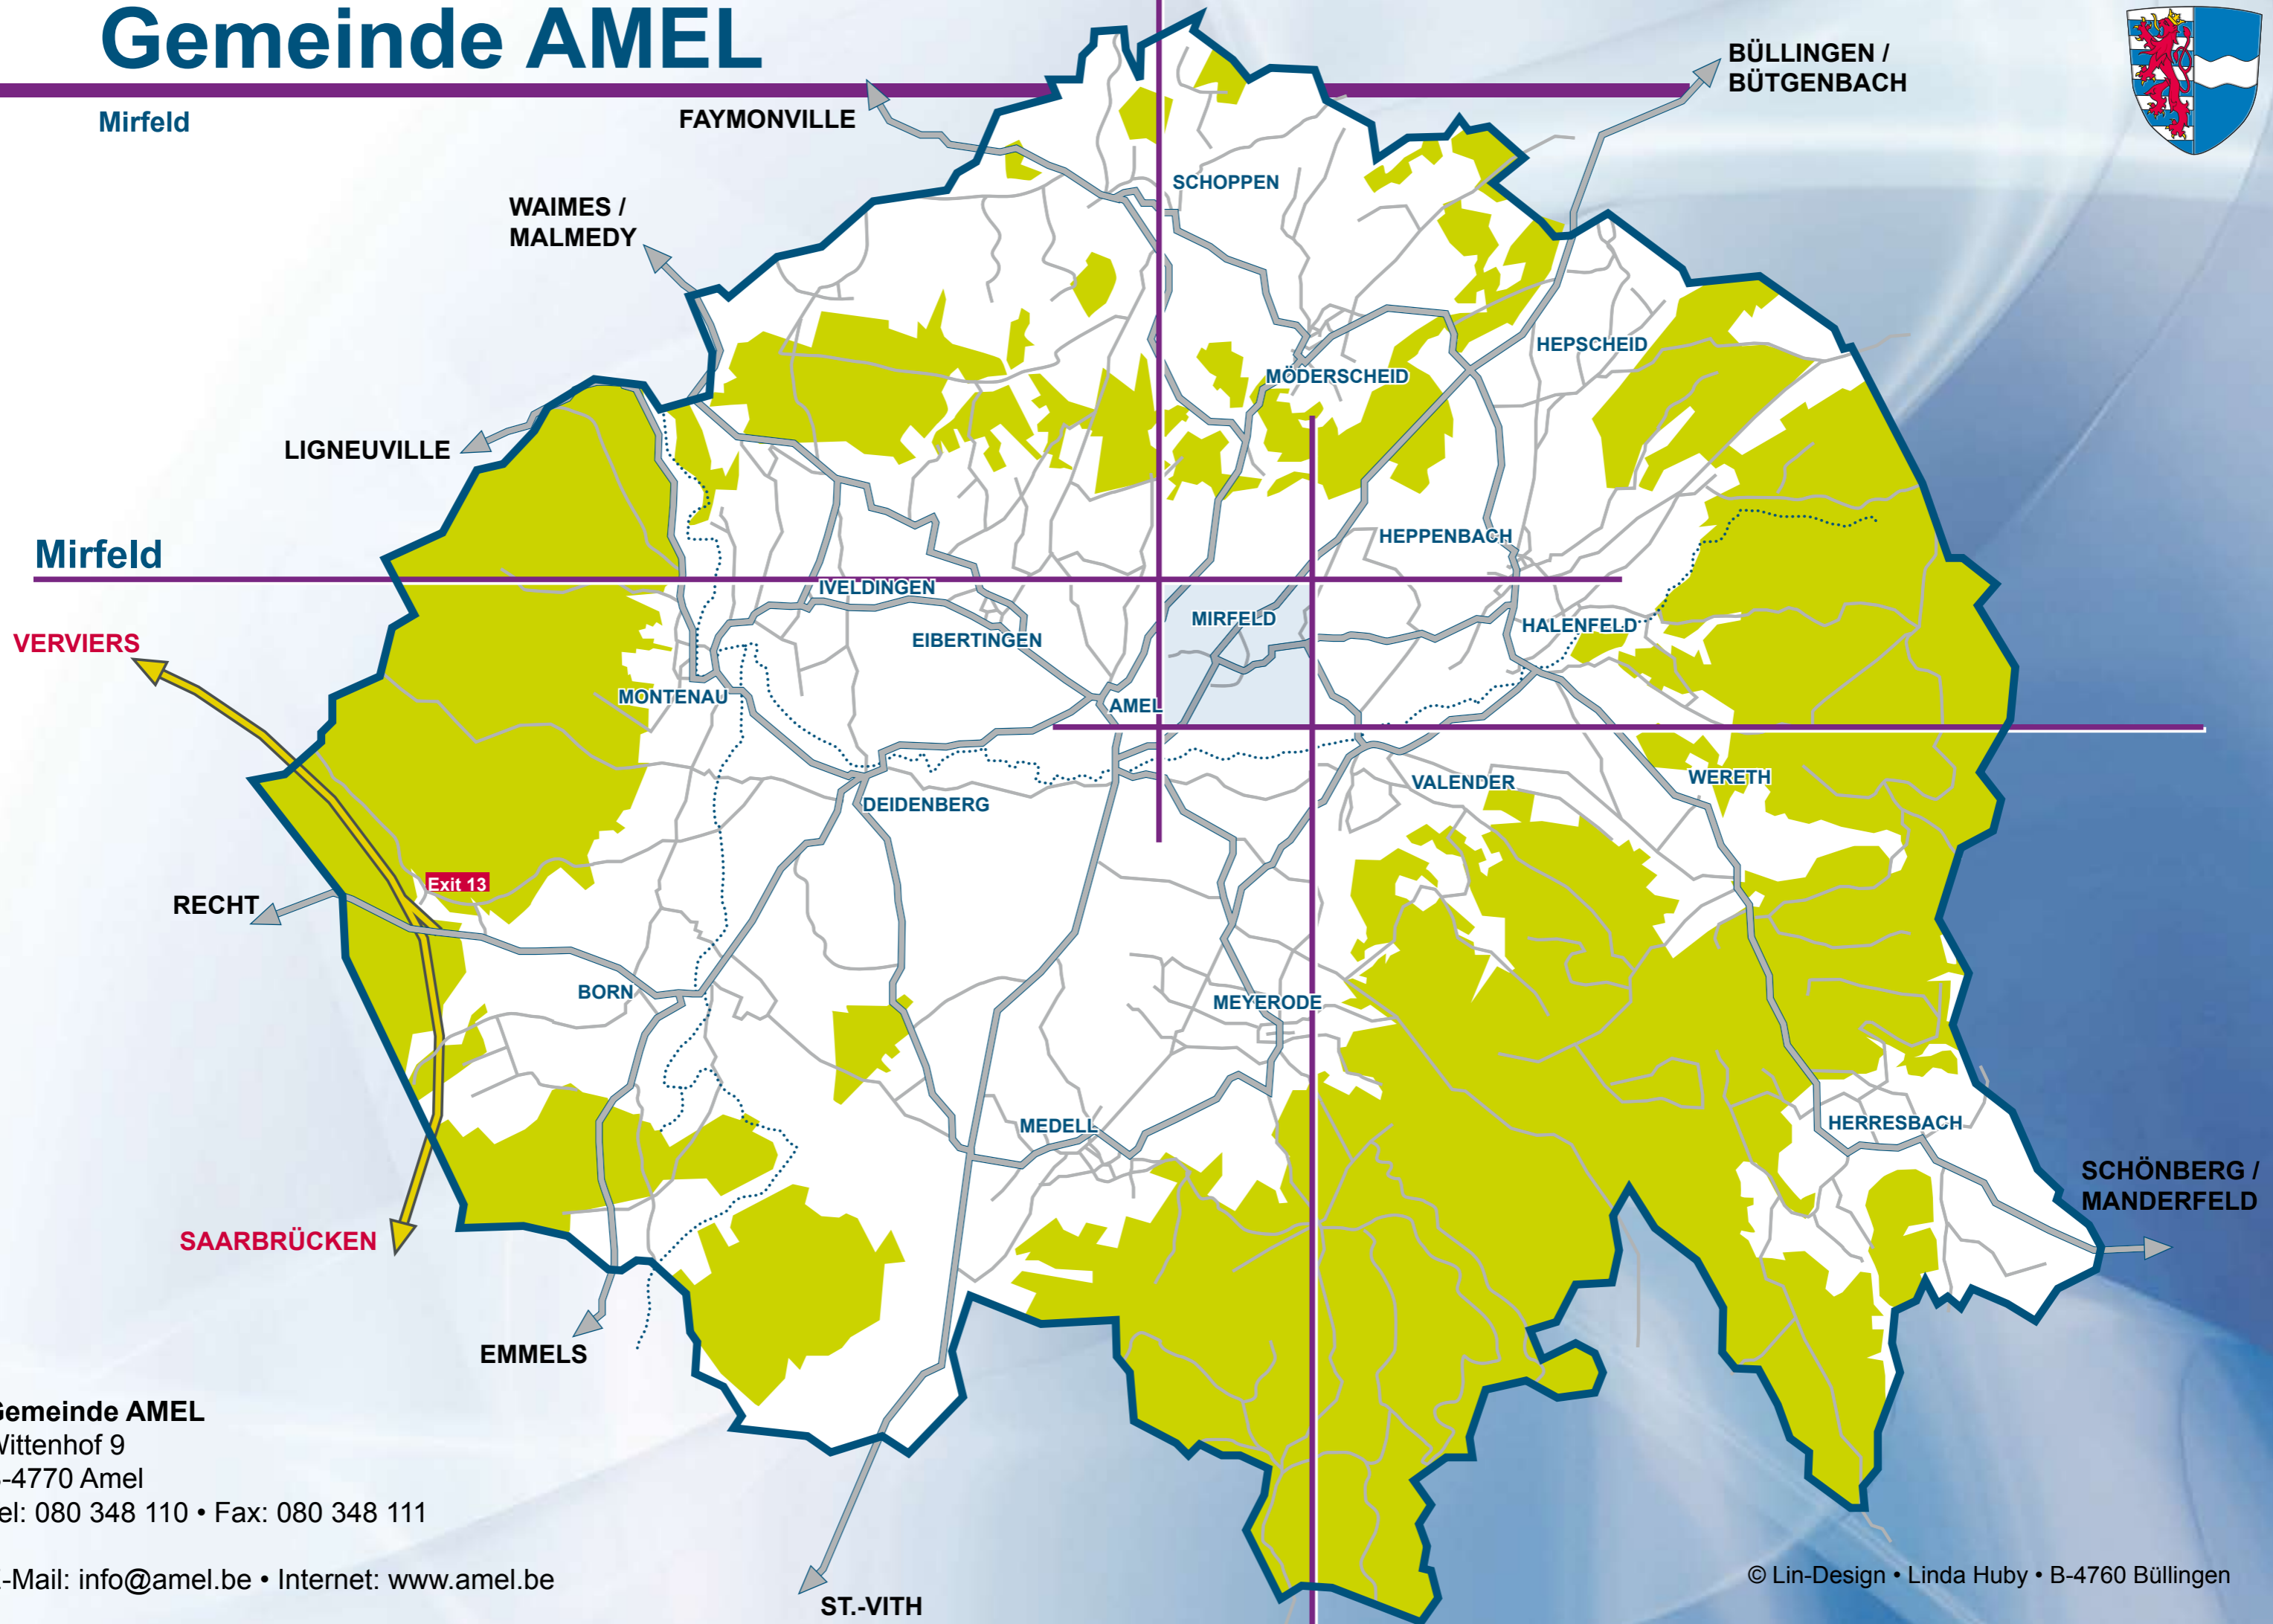 Gemeinde AMEL
Mirfeld
BÜLLINGEN /
BÜTGENBACH
FAYMONVILLE
SCHOPPEN
WAIMES /
MALMEDY
HEPSCHEID
MÖDERSCHEID
LIGNEUVILLE
HEPPENBACH
Mirfeld
IVELDINGEN
MIRFELD
HALENFELD
EIBERTINGEN
VERVIERS
MONTENAU
AMEL
WERETH
VALENDER
DEIDENBERG
Exit 13
RECHT
BORN
MEYERODE
MEDELL
HERRESBACH
SCHÖNBERG /
MANDERFELD
SAARBRÜCKEN
EMMELS
Gemeinde AMEL
Wittenhof 9
-4770 Amel
el: 080 348 110 • Fax: 080 348 111
-Mail: info@amel.be • Internet: www.amel.be
ST.-VITH
© Lin-Design • Linda Huby • B-4760 Büllingen